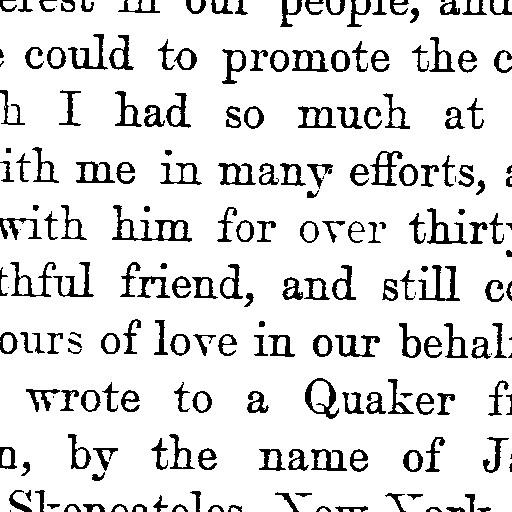 erest in our people, and
could to promote the c
h I had so much at
ith me in many efforts, a
with him for over thirty
thful friend, and still co
ours of love in our behalf
wrote to a Quaker fr
n, by the name of Ja
Skeneateles, New York